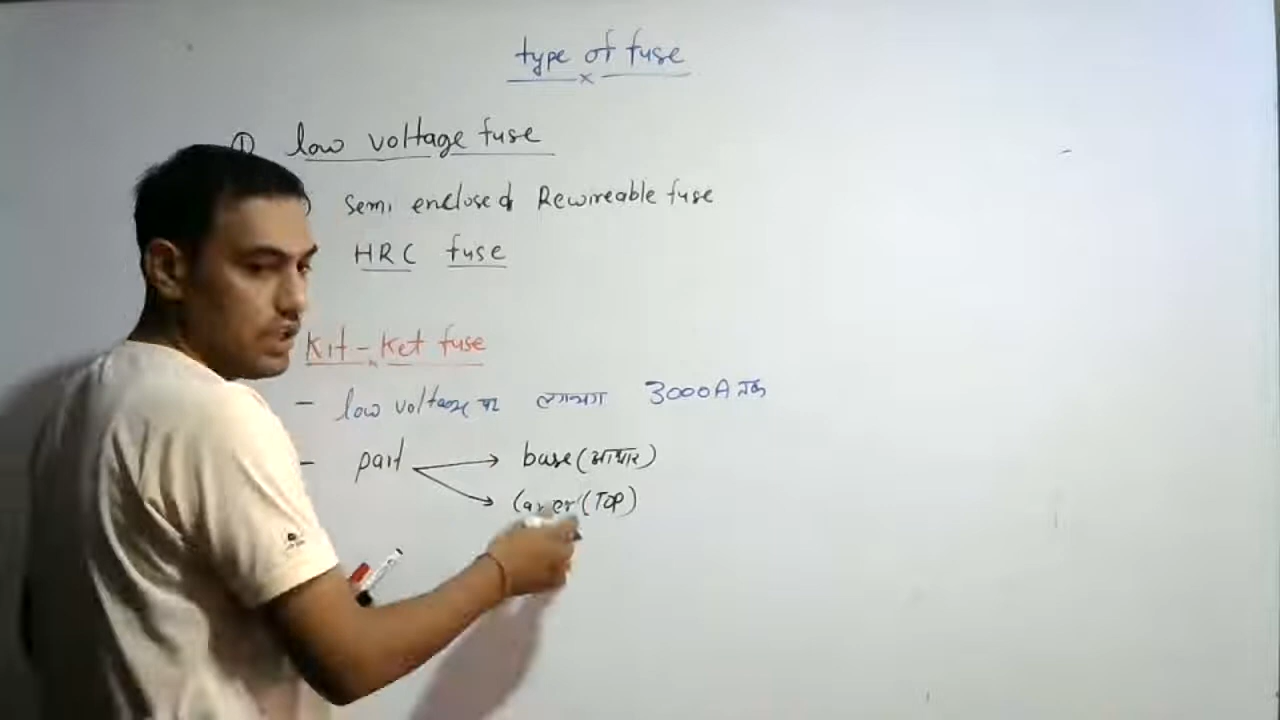 type of fuse
① low voltage fuse
) Semi enclosed Rewireable fuse
HRC fuse
Kit-Ket fuse
- low voltage पर लगभग 3000A तक
- part base (आधार)
(TOP)